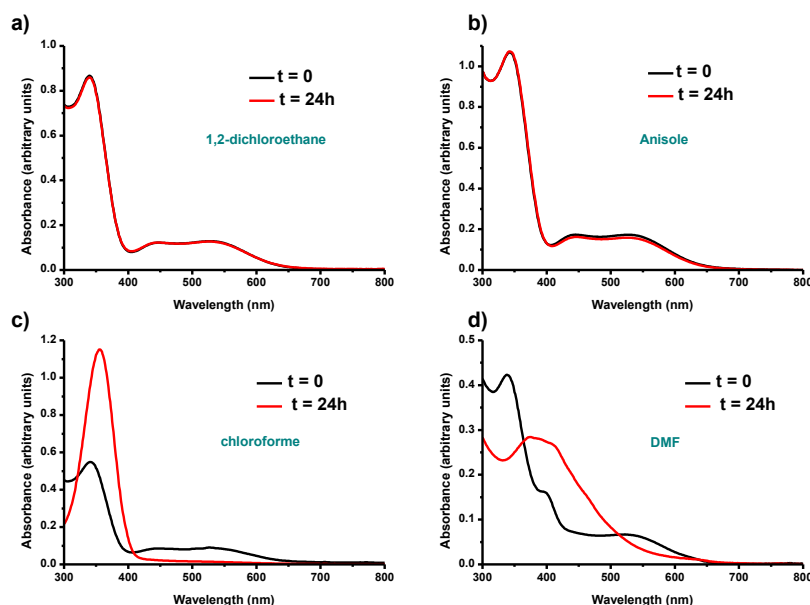 a)
1.0
0.8
0.6
0.4
0.2
0.0
Absorbance (arbitrary units)
t = 0
t = 24h
1,2-dichloroethane
300 400 500 600 700 800
Wavelength (nm)
b)
1.0
0.8
0.6
0.4
0.2
0.0
Absorbance (arbitrary units)
t = 0
t = 24h
Anisole
300 400 500 600 700 800
Wavelength (nm)
c)
1.2
1.0
0.8
0.6
0.4
0.2
0.0
Absorbance (arbitrary units)
t = 0
t = 24h
chloroforme
300 400 500 600 700 800
Wavelength (nm)
d)
0.5
0.4
0.3
0.2
0.1
0.0
Absorbance (arbitrary units)
t = 0
t = 24h
DMF
300 400 500 600 700 800
Wavelength (nm)